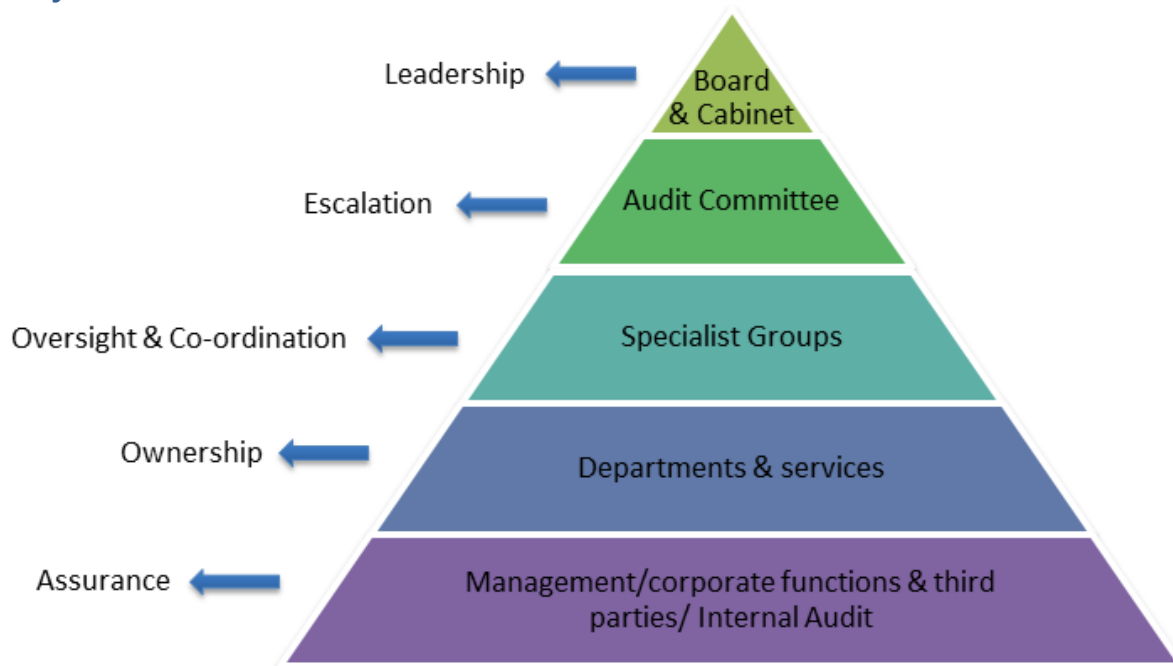 Leadership
Board
& Cabinet
Escalation
Audit Committee
Oversight & Co-ordination
Specialist Groups
Ownership
Departments & services
Assurance
Management/corporate functions & third
parties/ Internal Audit